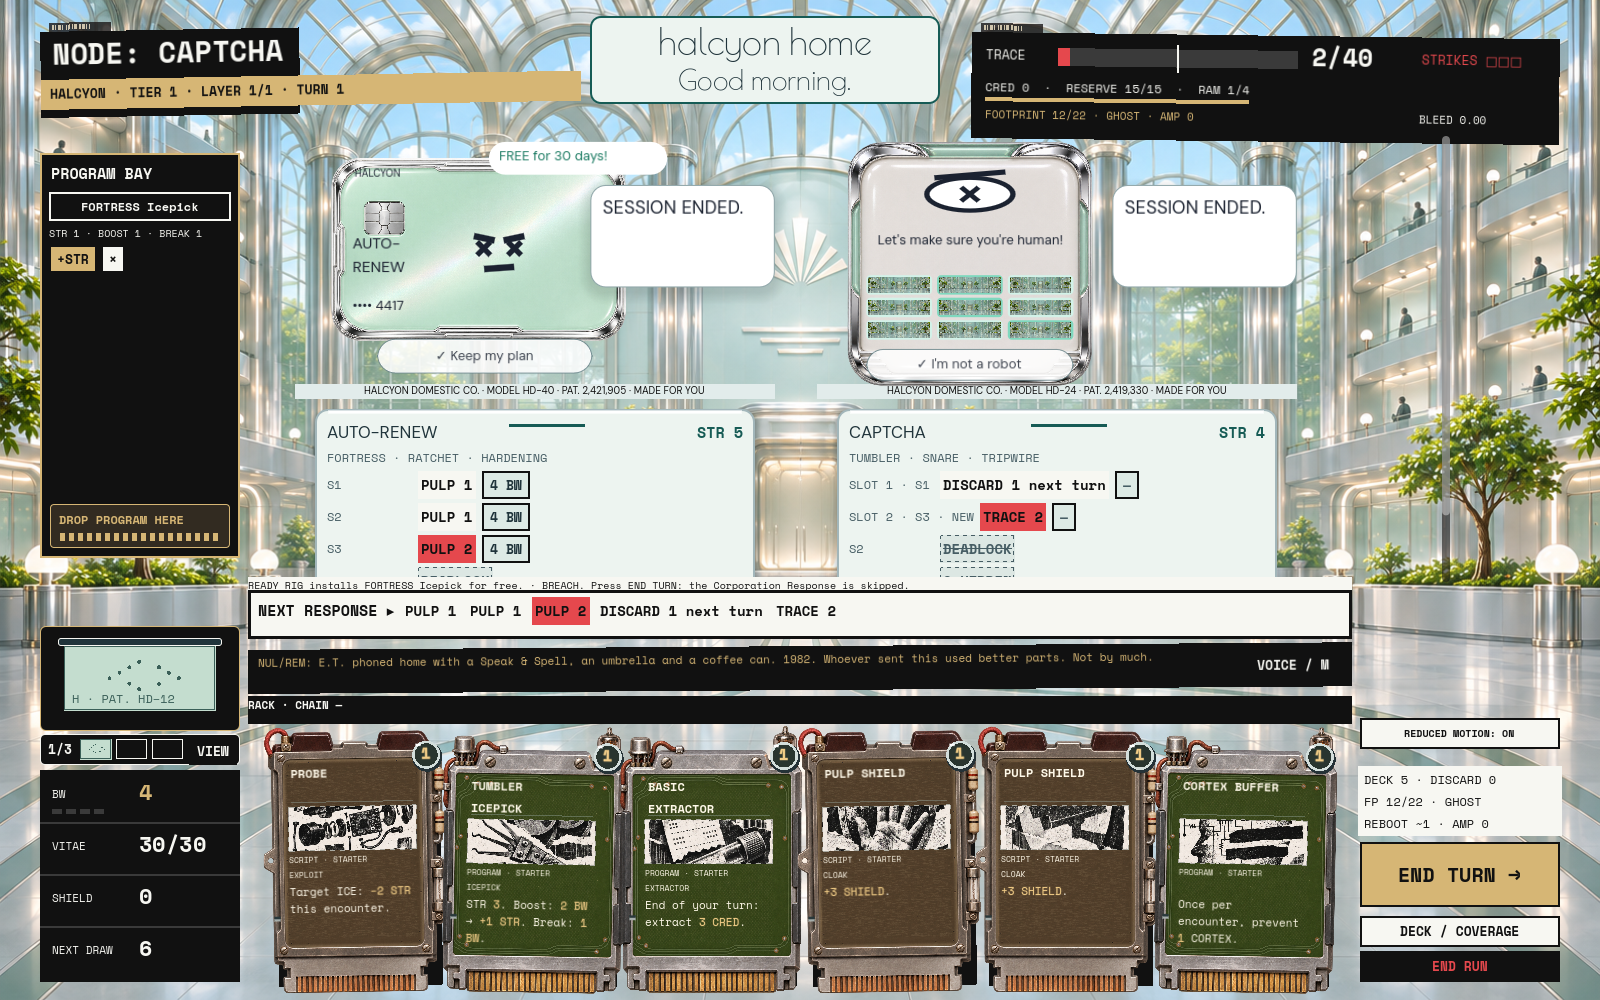 NODE: CAPTCHA
HALCYON · TIER 1 · LAYER 1/1 · TURN 1
halcyon home
Good morning.
TRACE
2/40
STRIKES □□□
CRED 0 · RESERVE 15/15 · RAM 1/4
FOOTPRINT 12/22 · GHOST · AMP 0
BLEED 0.00
PROGRAM BAY
FORTRESS Icepick
STR 1 · BOOST 1 · BREAK 1
+STR
×
DROP PROGRAM HERE
FREE for 30 days!
HALCYON
AUTO-
RENEW
•••• 4417
✓ Keep my plan
SESSION ENDED.
HALCYON DOMESTIC CO. · MODEL HD-40 · PAT. 2,421,905 · MADE FOR YOU
Let's make sure you're human!
✓ I'm not a robot
SESSION ENDED.
HALCYON DOMESTIC CO. · MODEL HD-24 · PAT. 2,419,330 · MADE FOR YOU
AUTO-RENEW
STR 5
FORTRESS · RATCHET · HARDENING
S1 PULP 1 4 BW
S2 PULP 1 4 BW
S3 PULP 2 4 BW
CAPTCHA
STR 4
TUMBLER · SNARE · TRIPWIRE
SLOT 1 · S1 DISCARD 1 next turn —
SLOT 2 · S3 · NEW TRACE 2 —
S2 DEADLOCK
READY RIG installs FORTRESS Icepick for free. · BREACH. Press END TURN: the Corporation Response is skipped.
NEXT RESPONSE ▸ PULP 1 PULP 1 PULP 2 DISCARD 1 next turn TRACE 2
NUL/REM: E.T. phoned home with a Speak & Spell, an umbrella and a coffee can. 1982. Whoever sent this used better parts. Not by much.
VOICE / M
RACK · CHAIN —
H · PAT. HD-12
1/3
VIEW
BW 4
VITAE 30/30
SHIELD 0
NEXT DRAW 6
1
PROBE
SCRIPT · STARTER
EXPLOIT
Target ICE: -2 STR
this encounter.
1
TUMBLER
ICEPICK
PROGRAM · STARTER
ICEPICK
STR 3. Boost: 2 BW
→ +1 STR. Break: 1
BW.
1
BASIC
EXTRACTOR
PROGRAM · STARTER
EXTRACTOR
End of your turn:
extract 3 CRED.
1
PULP SHIELD
SCRIPT · STARTER
CLOAK
+3 SHIELD.
1
PULP SHIELD
SCRIPT · STARTER
CLOAK
+3 SHIELD.
1
CORTEX BUFFER
PROGRAM · STARTER
Once per
encounter, prevent
1 CORTEX.
REDUCED MOTION: ON
DECK 5 · DISCARD 0
FP 12/22 · GHOST
REBOOT ~1 · AMP 0
END TURN →
DECK / COVERAGE
END RUN